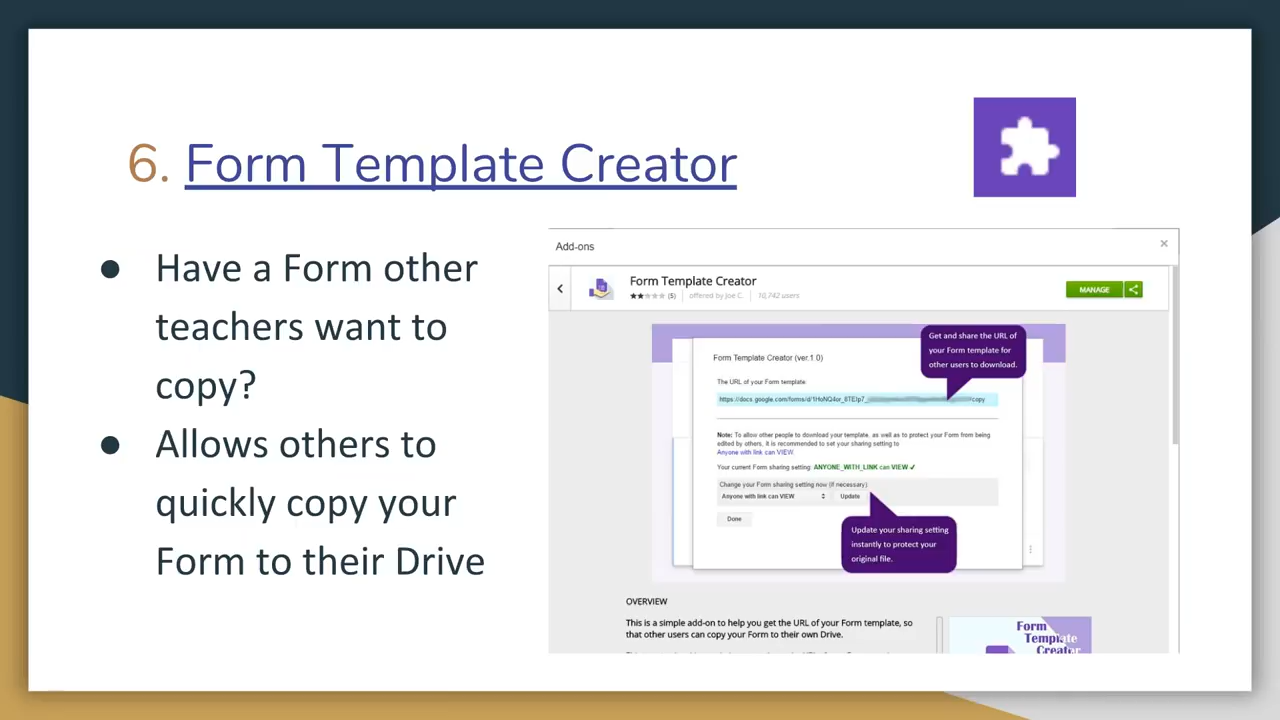 6. Form Template Creator
● Have a Form other
teachers want to
copy?
● Allows others to
quickly copy your
Form to their Drive
Add-ons
Form Template Creator
(5) offered by Joe C. 10,742 users
MANAGE
Get and share the URL of
your Form template for
other users to download.
Form Template Creator (ver.1 0)
The URL of your Form template:
Note: To allow other people to download your template, as well as to protect your Form from being
edited by others, it is recommended to set your sharing setting to
Anyone with link can VIEW.
Your current Form sharing setting: ANYONE_WITH_LINK can VIEW ✓
Change your Form sharing setting now (if necessary):
Anyone with link can VIEW Update
Done
Update your sharing setting
instantly to protect your
original file.
OVERVIEW
This is a simple add-on to help you get the URL of your Form template, so
that other users can copy your Form to their own Drive.
Form
Template
Creator